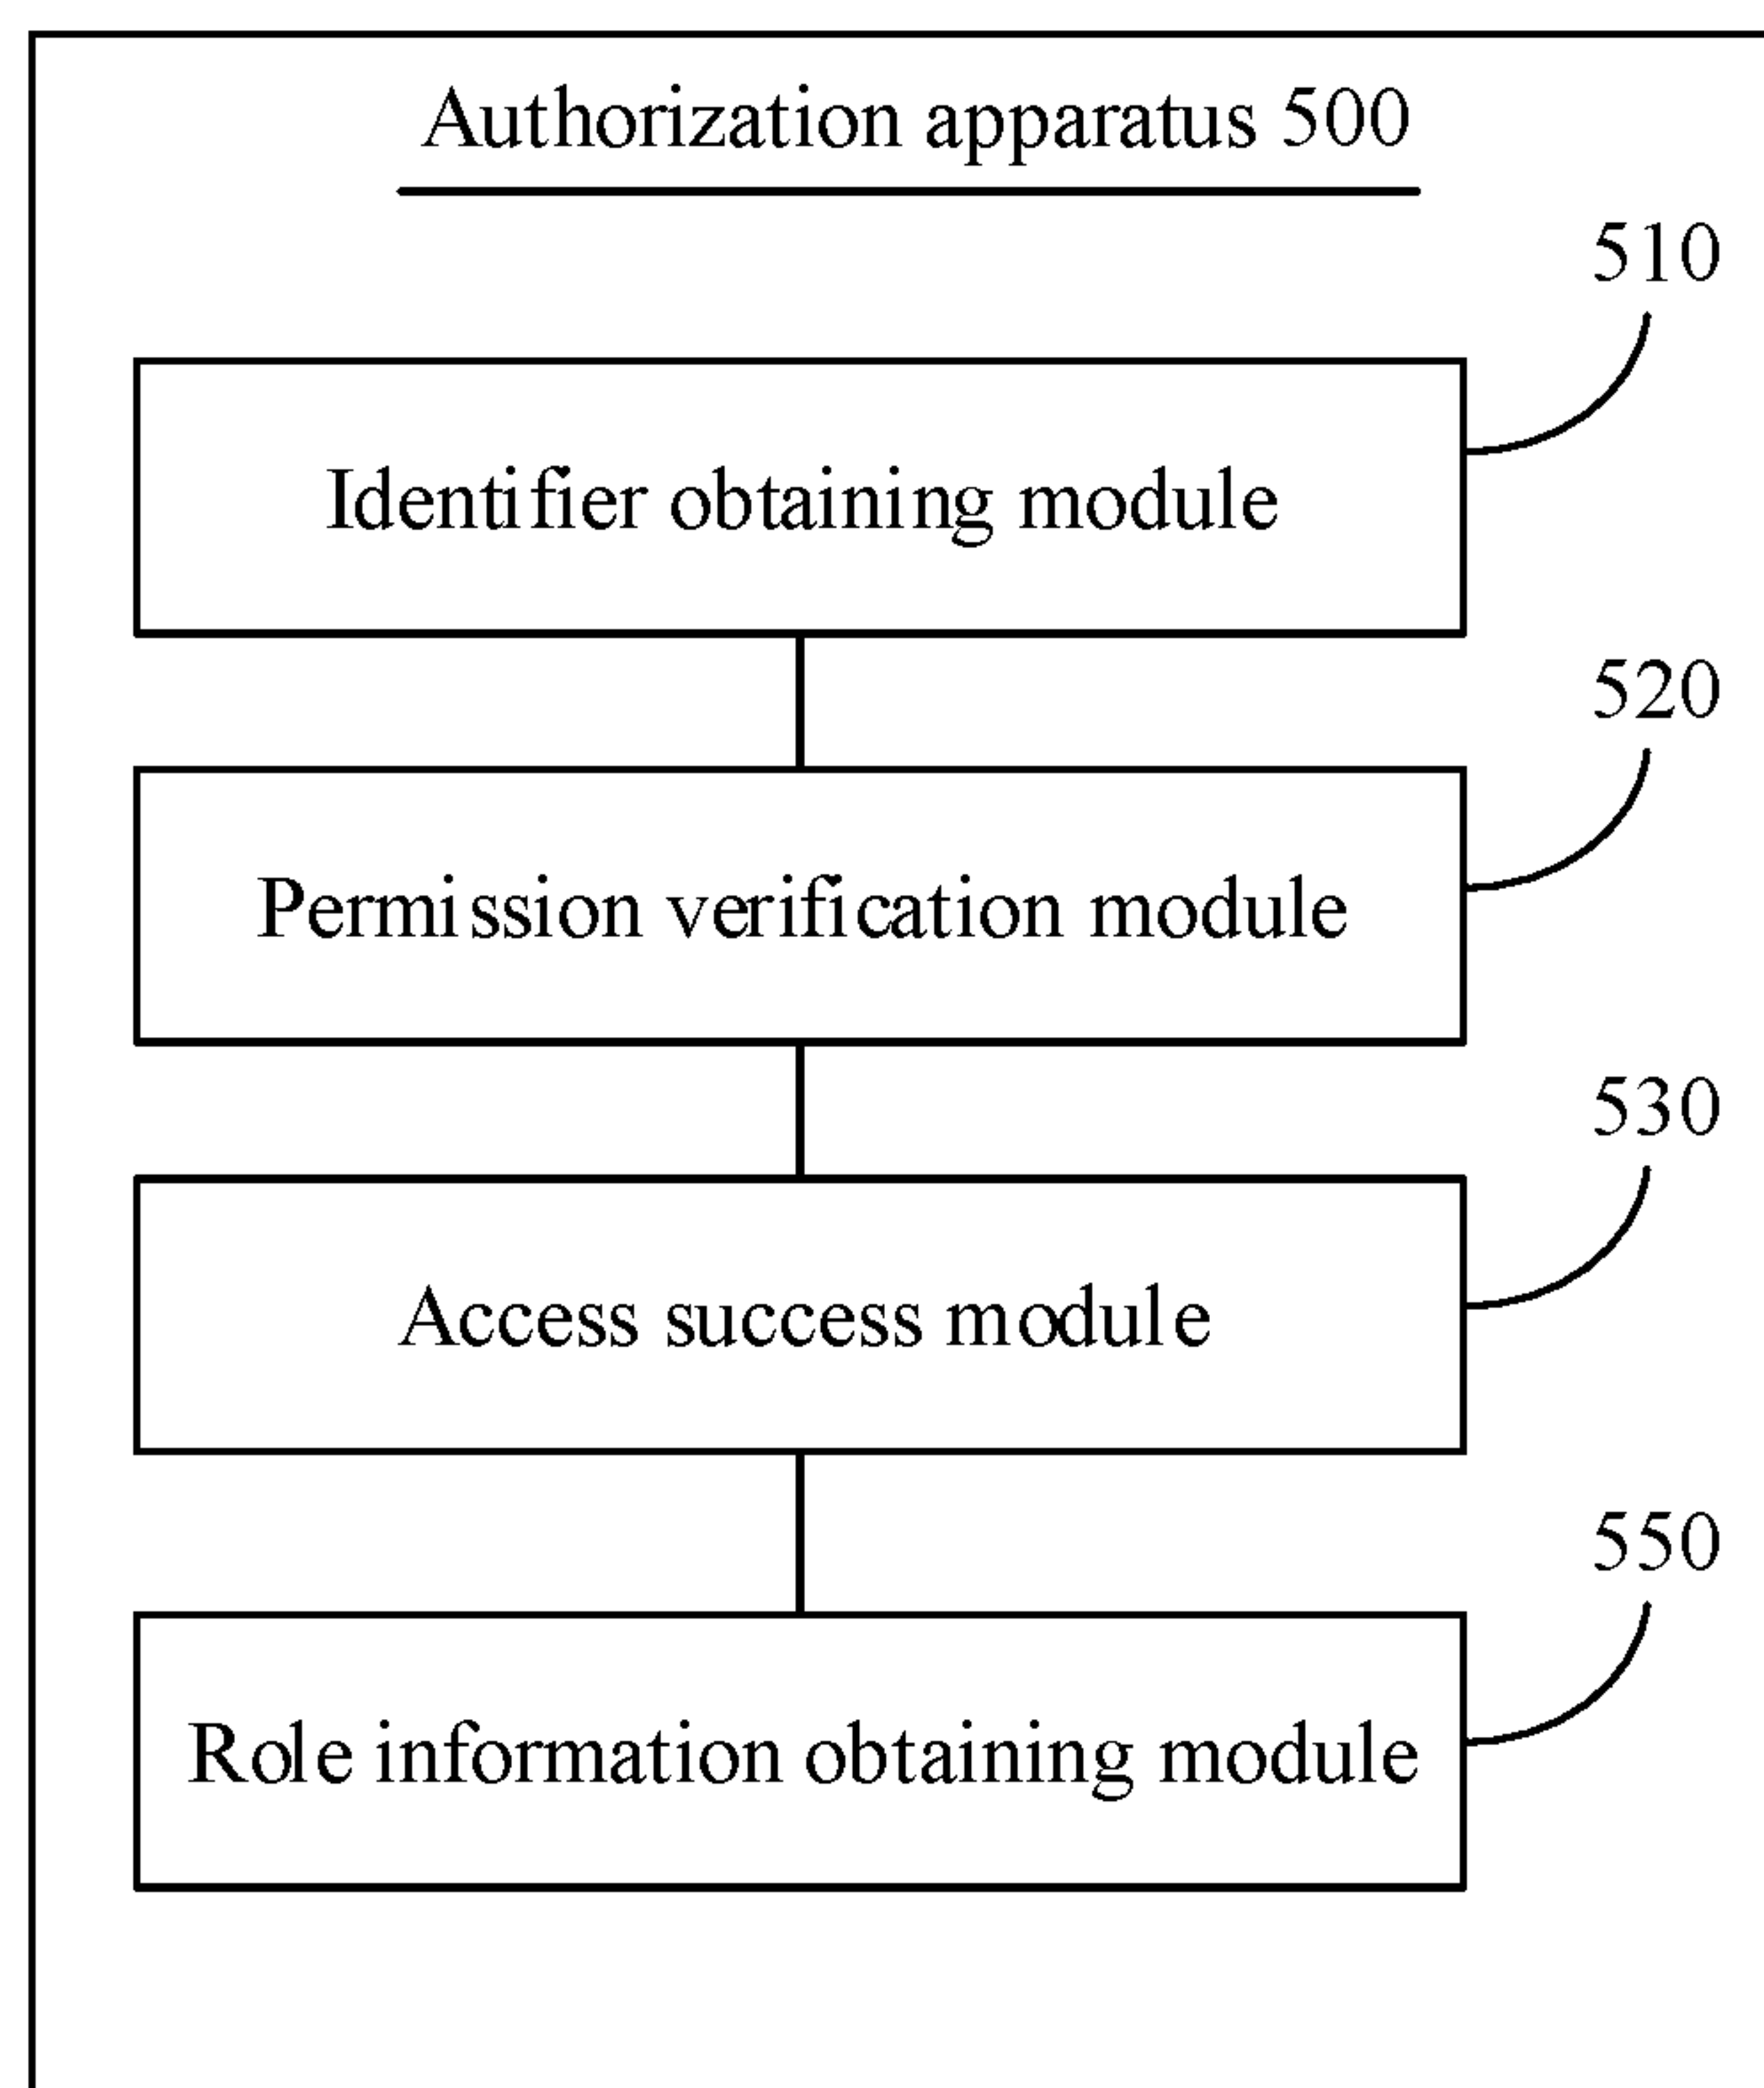 Authorization apparatus 500
510
Identifier obtaining module
520
Permission verification module
530
Access success module
550
Role information obtaining module